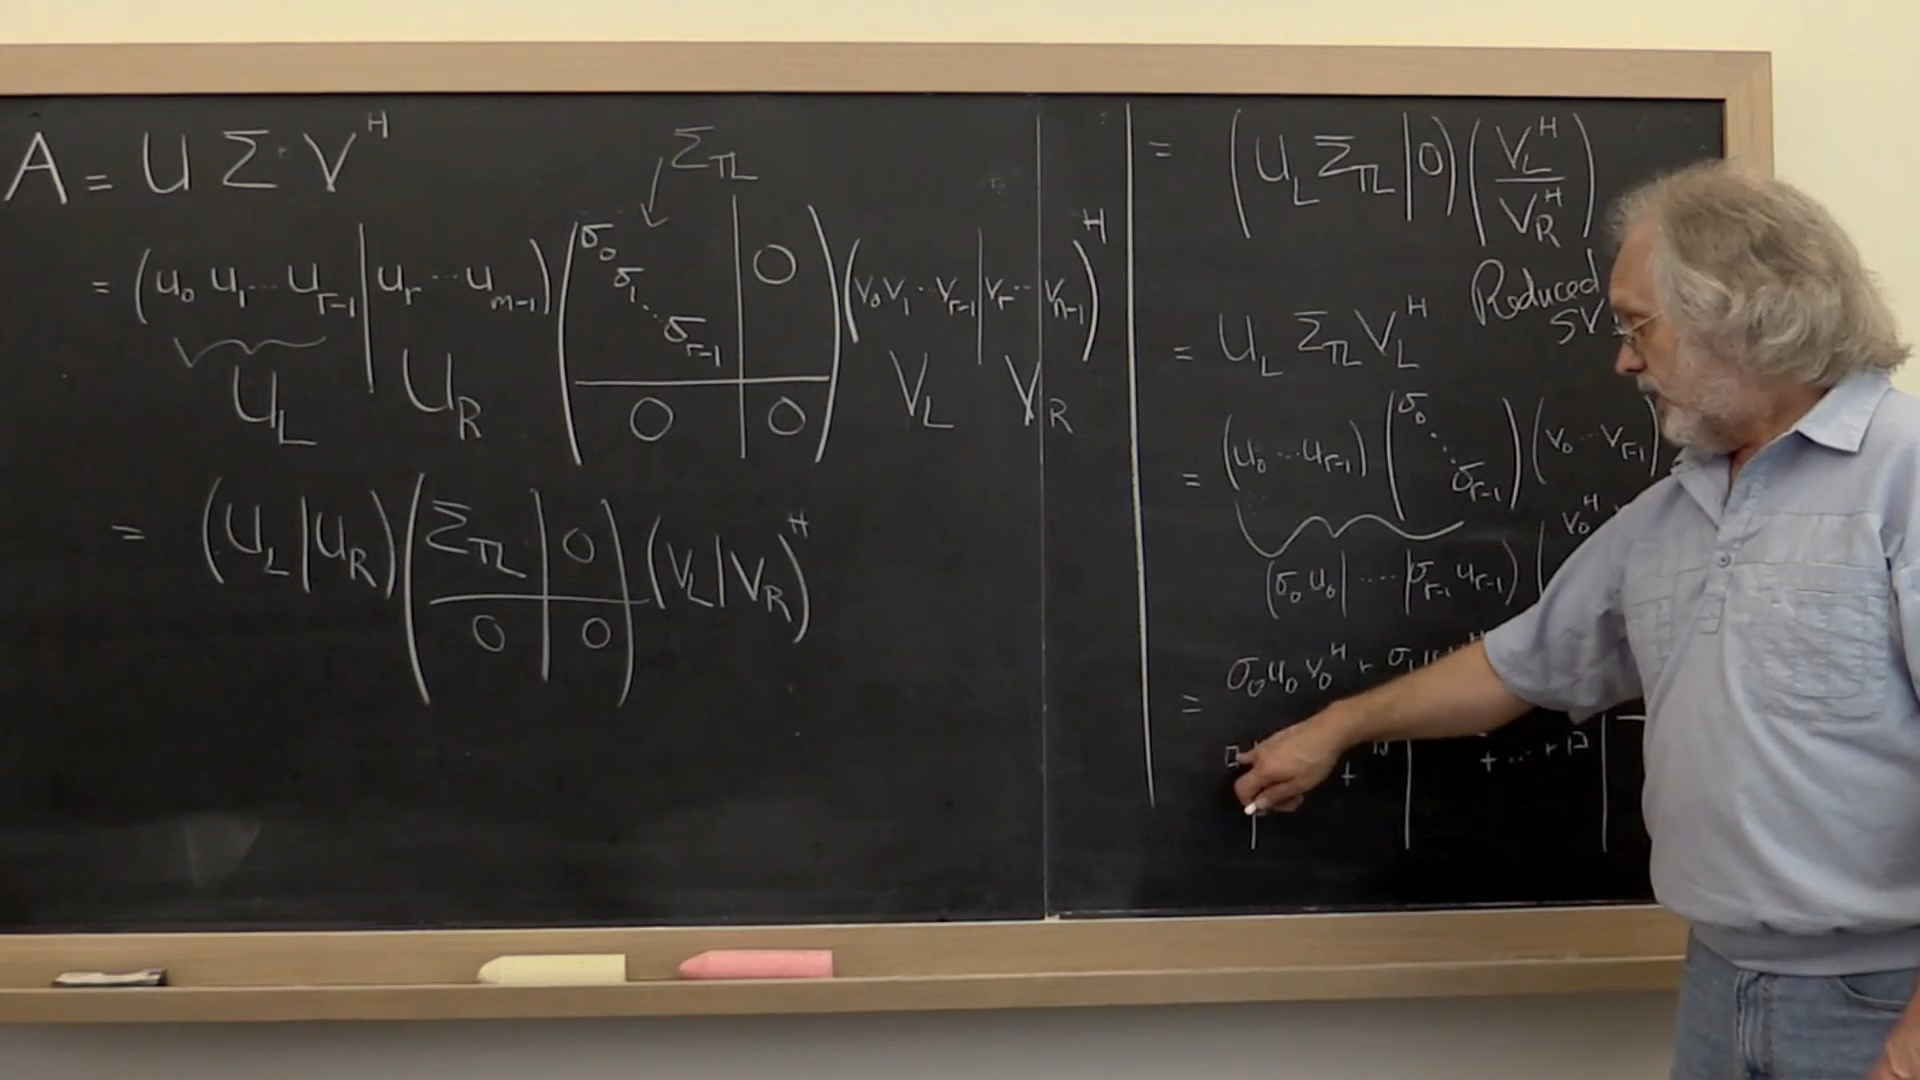 A = U Σ V^H
Σ_TL
= (u_0 u_1 ... u_{r-1} | u_r ... u_{m-1}) ( σ_0 σ_1 ⋱ σ_{r-1} | 0 ) (v_0 v_1 ... v_{r-1} | v_r ... v_{n-1})^H
0 | 0
U_L U_R V_L V_R
= (U_L | U_R) ( Σ_TL | 0 ) (V_L | V_R)^H
0 | 0
= (U_L Σ_TL | 0) ( V_L^H / V_R^H )
Reduced
= U_L Σ_TL V_L^H
= (u_0 ... u_{r-1}) ( σ_0 ⋱ σ_{r-1} ) (v_0 ... v_{r-1})
(σ_0 u_0 | ... | σ_{r-1} u_{r-1}) ( v_0^H
= σ_0 u_0 v_0^H + σ_1
+ + ... +